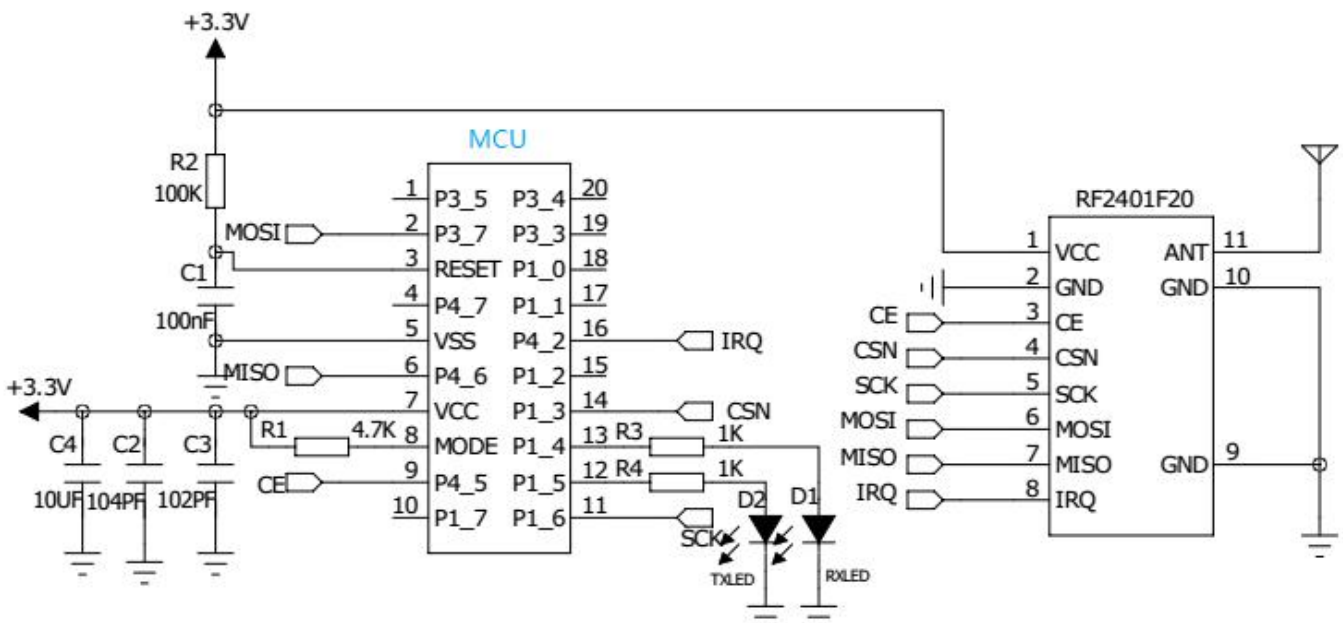 +3.3V
MCU
R2
100K
C1
100nF
MOSI
MISO
+3.3V
C4
10UF
C2
104PF
C3
102PF
R1
4.7K
CE
1 P3_5 P3_4 20
2 P3_7 P3_3 19
3 RESET P1_0 18
4 P4_7 P1_1 17
5 VSS P4_2 16
6 P4_6 P1_2 15
7 VCC P1_3 14
8 MODE P1_4 13
9 P4_5 P1_5 12
10 P1_7 P1_6 11
IRQ
CSN
R3 1K
R4 1K
SCK
D2
D1
TXLED
RXLED
RF2401F20
1 VCC ANT 11
2 GND GND 10
CE 3 CE
CSN 4 CSN
SCK 5 SCK
MOSI 6 MOSI
MISO 7 MISO GND 9
IRQ 8 IRQ